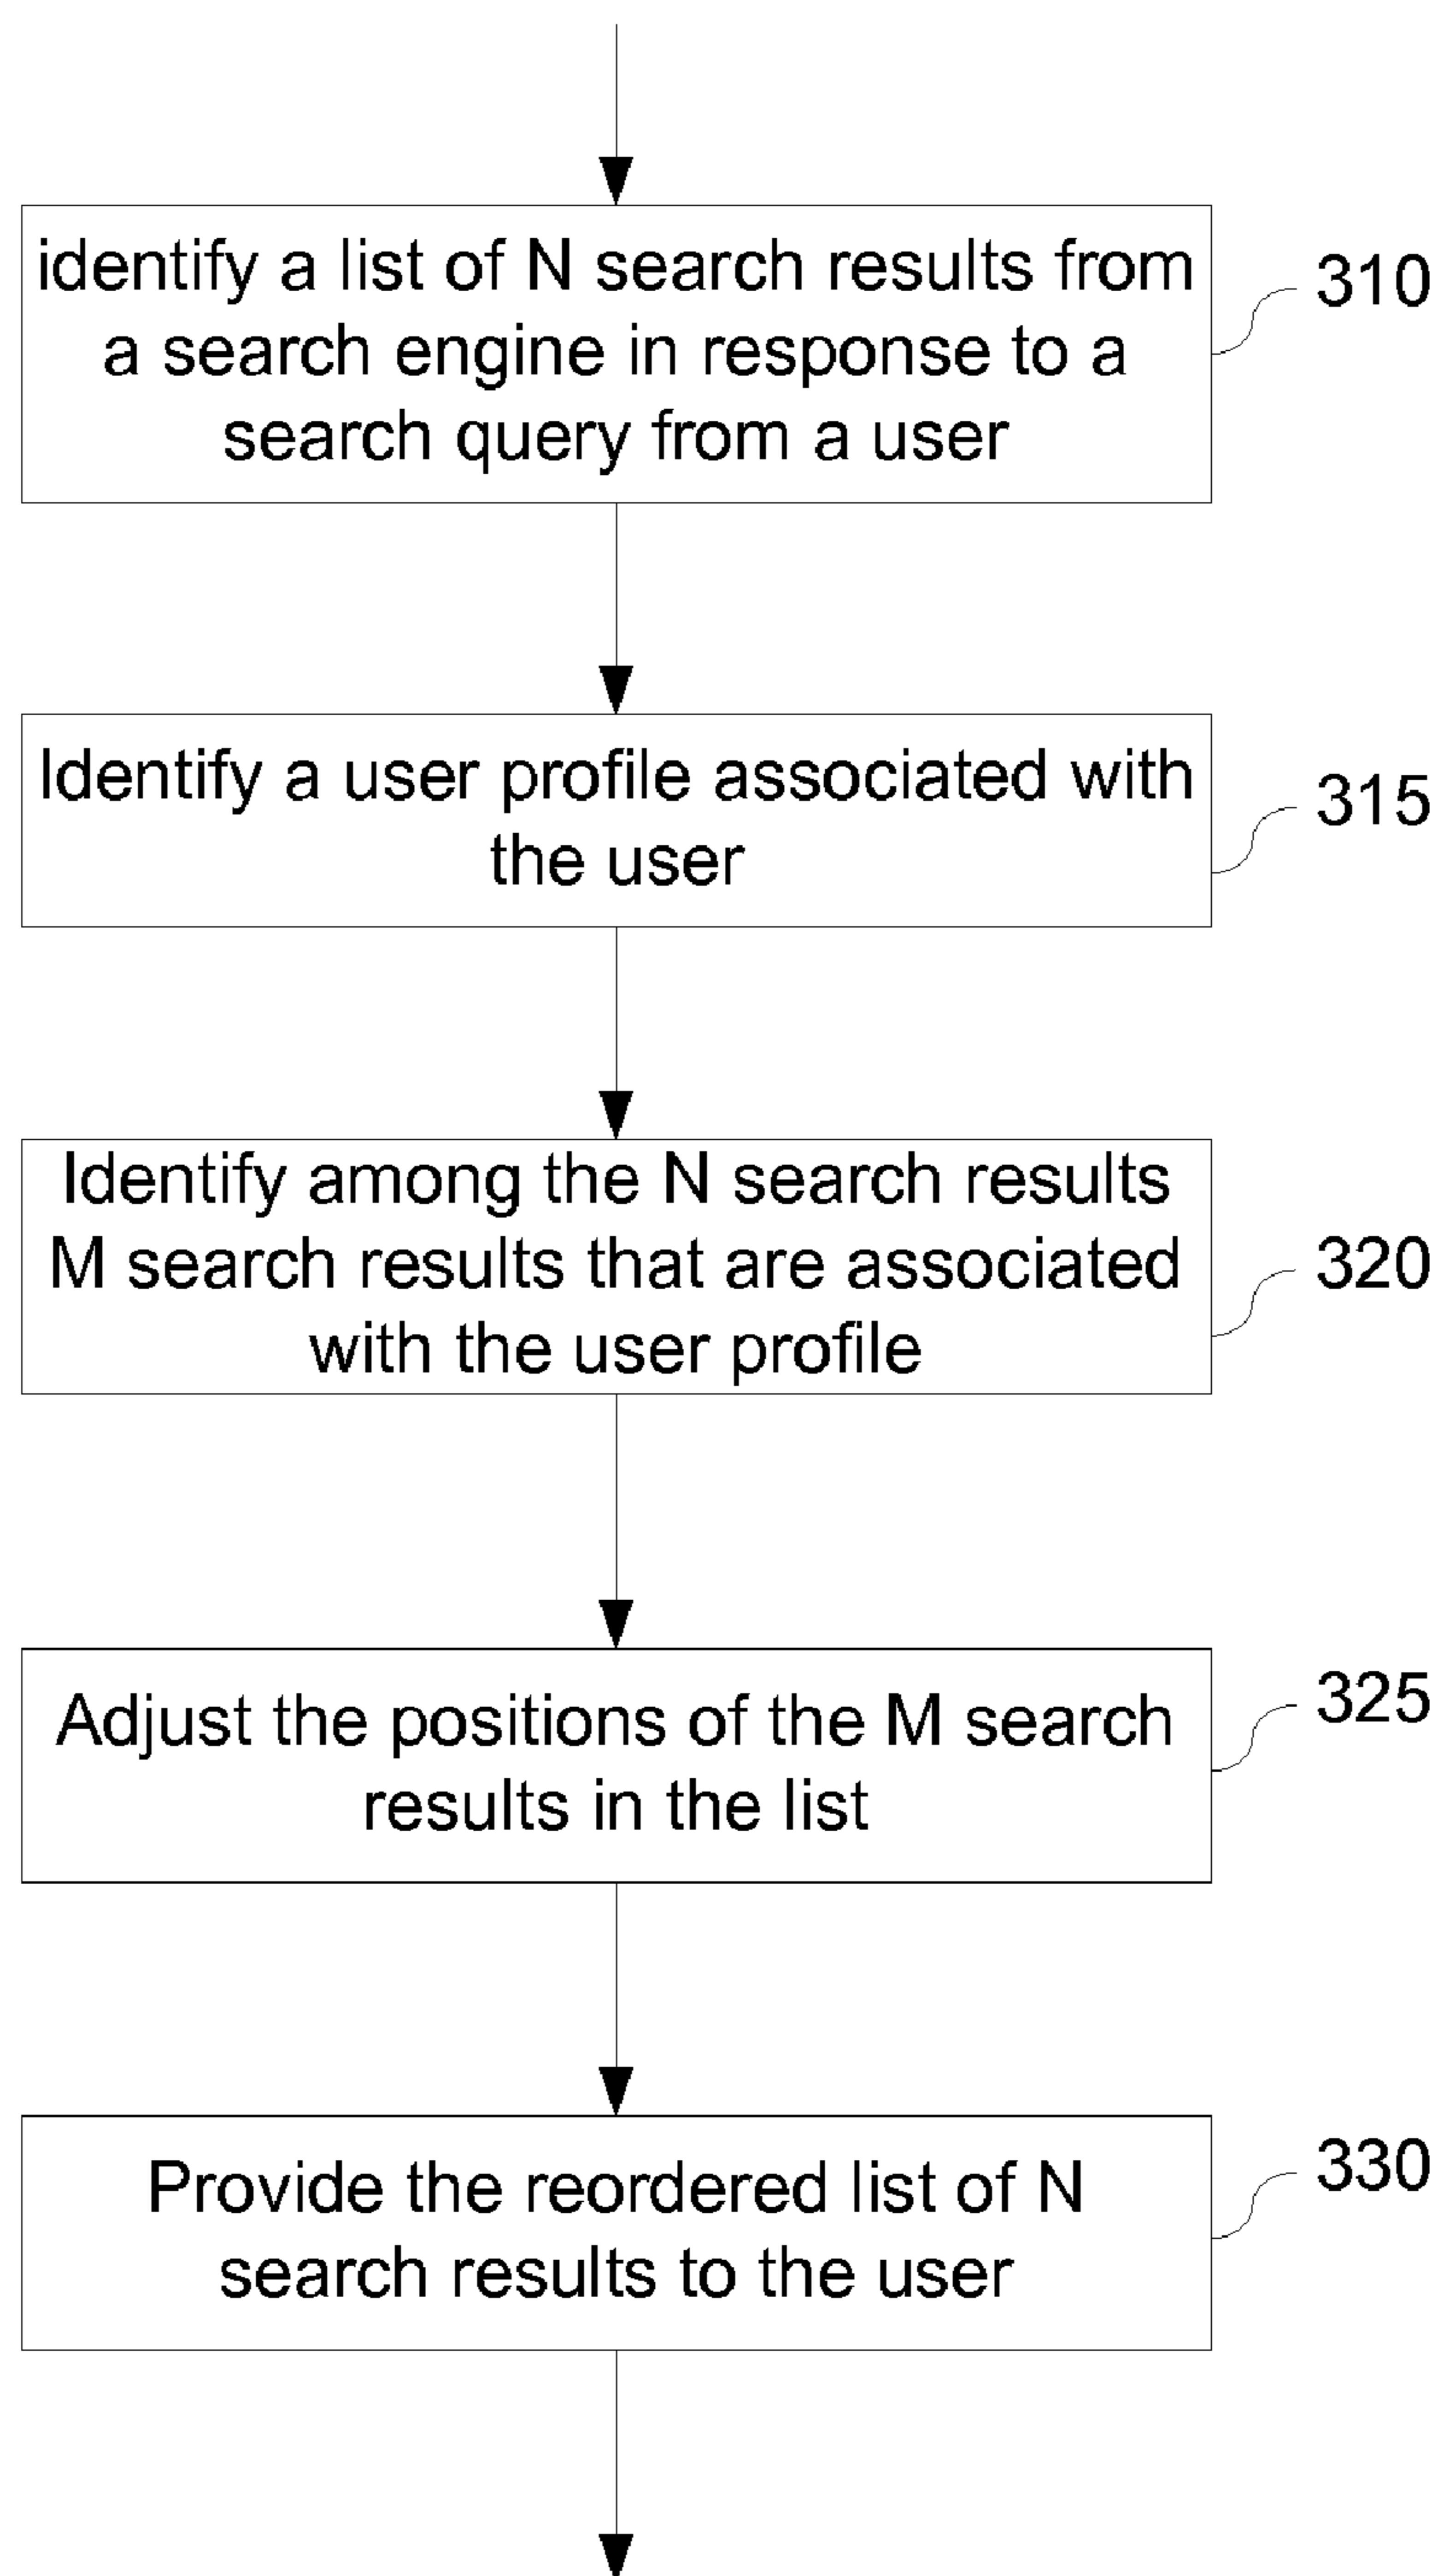 identify a list of N search results from
a search engine in response to a
search query from a user
310
Identify a user profile associated with
the user
315
Identify among the N search results
M search results that are associated
with the user profile
320
Adjust the positions of the M search
results in the list
325
Provide the reordered list of N
search results to the user
330